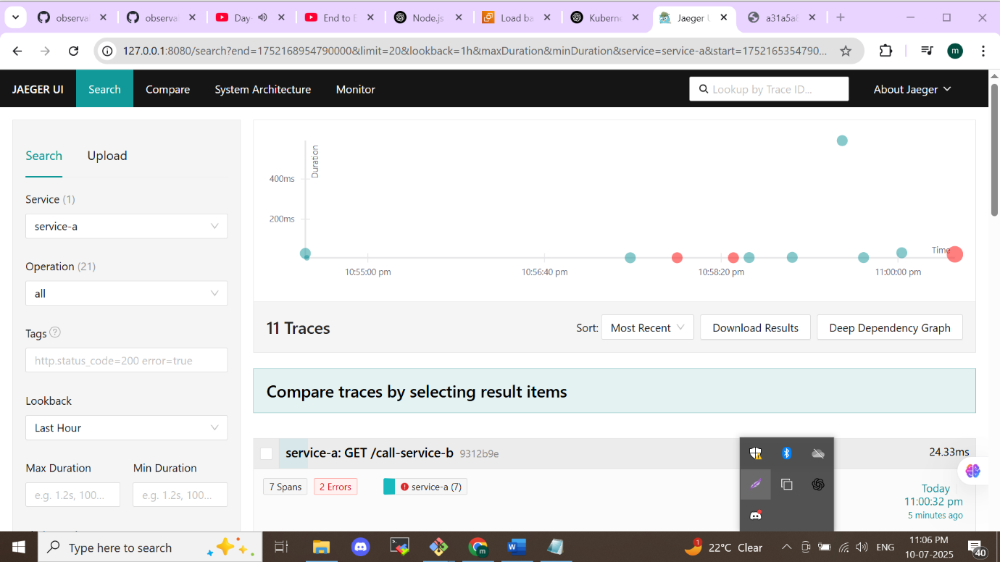 observa
observa
Day-
End to E
Node.js
Load ba
Kuberne
Jaeger U
a31a5a8
127.0.0.1:8080/search?end=1752168954790000&limit=20&lookback=1h&maxDuration&minDuration&service=service-a&start=1752165354790...
m
JAEGER UI
Search
Compare
System Architecture
Monitor
Lookup by Trace ID...
About Jaeger
Search
Upload
Service (1)
service-a
Operation (21)
all
Tags
http.status_code=200 error=true
Lookback
Last Hour
Max Duration
Min Duration
e.g. 1.2s, 100...
e.g. 1.2s, 100...
Duration
400ms
200ms
Time
10:55:00 pm
10:56:40 pm
10:58:20 pm
11:00:00 pm
11 Traces
Sort:
Most Recent
Download Results
Deep Dependency Graph
Compare traces by selecting result items
service-a: GET /call-service-b 9312b9e
24.33ms
7 Spans
2 Errors
service-a (7)
Today
11:00:32 pm
5 minutes ago
Type here to search
1
22°C Clear
ENG
11:06 PM
10-07-2025
40